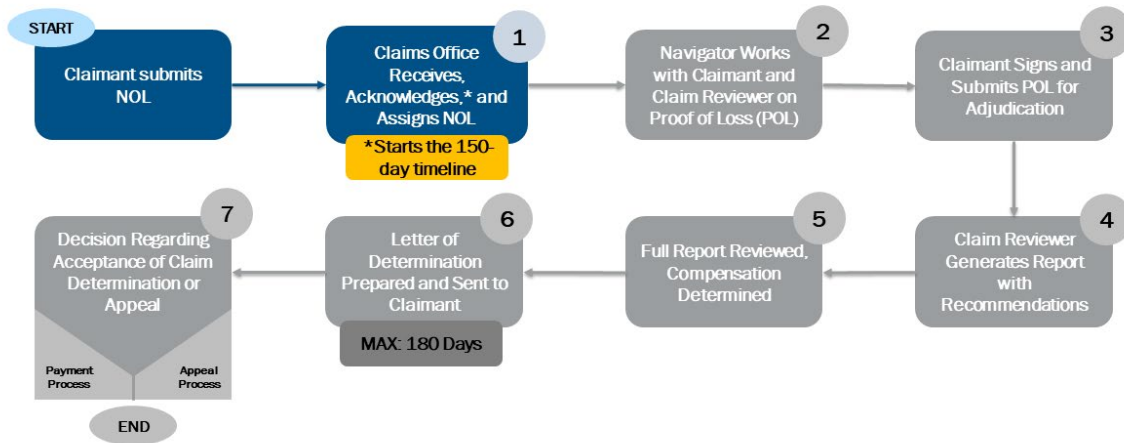 START
Claimant submits
NOL
1
Claims Office
Receives,
Acknowledges,* and
Assigns NOL
*Starts the 150-
day timeline
2
Navigator Works
with Claimant and
Claim Reviewer on
Proof of Loss (POL)
3
Claimant Signs and
Submits POL for
Adjudication
4
Claim Reviewer
Generates Report
with
Recommendations
5
Full Report Reviewed,
Compensation
Determined
6
Letter of
Determination
Prepared and Sent to
Claimant
MAX: 180 Days
7
Decision Regarding
Acceptance of Claim
Determination or
Appeal
Payment
Process
Appeal
Process
END